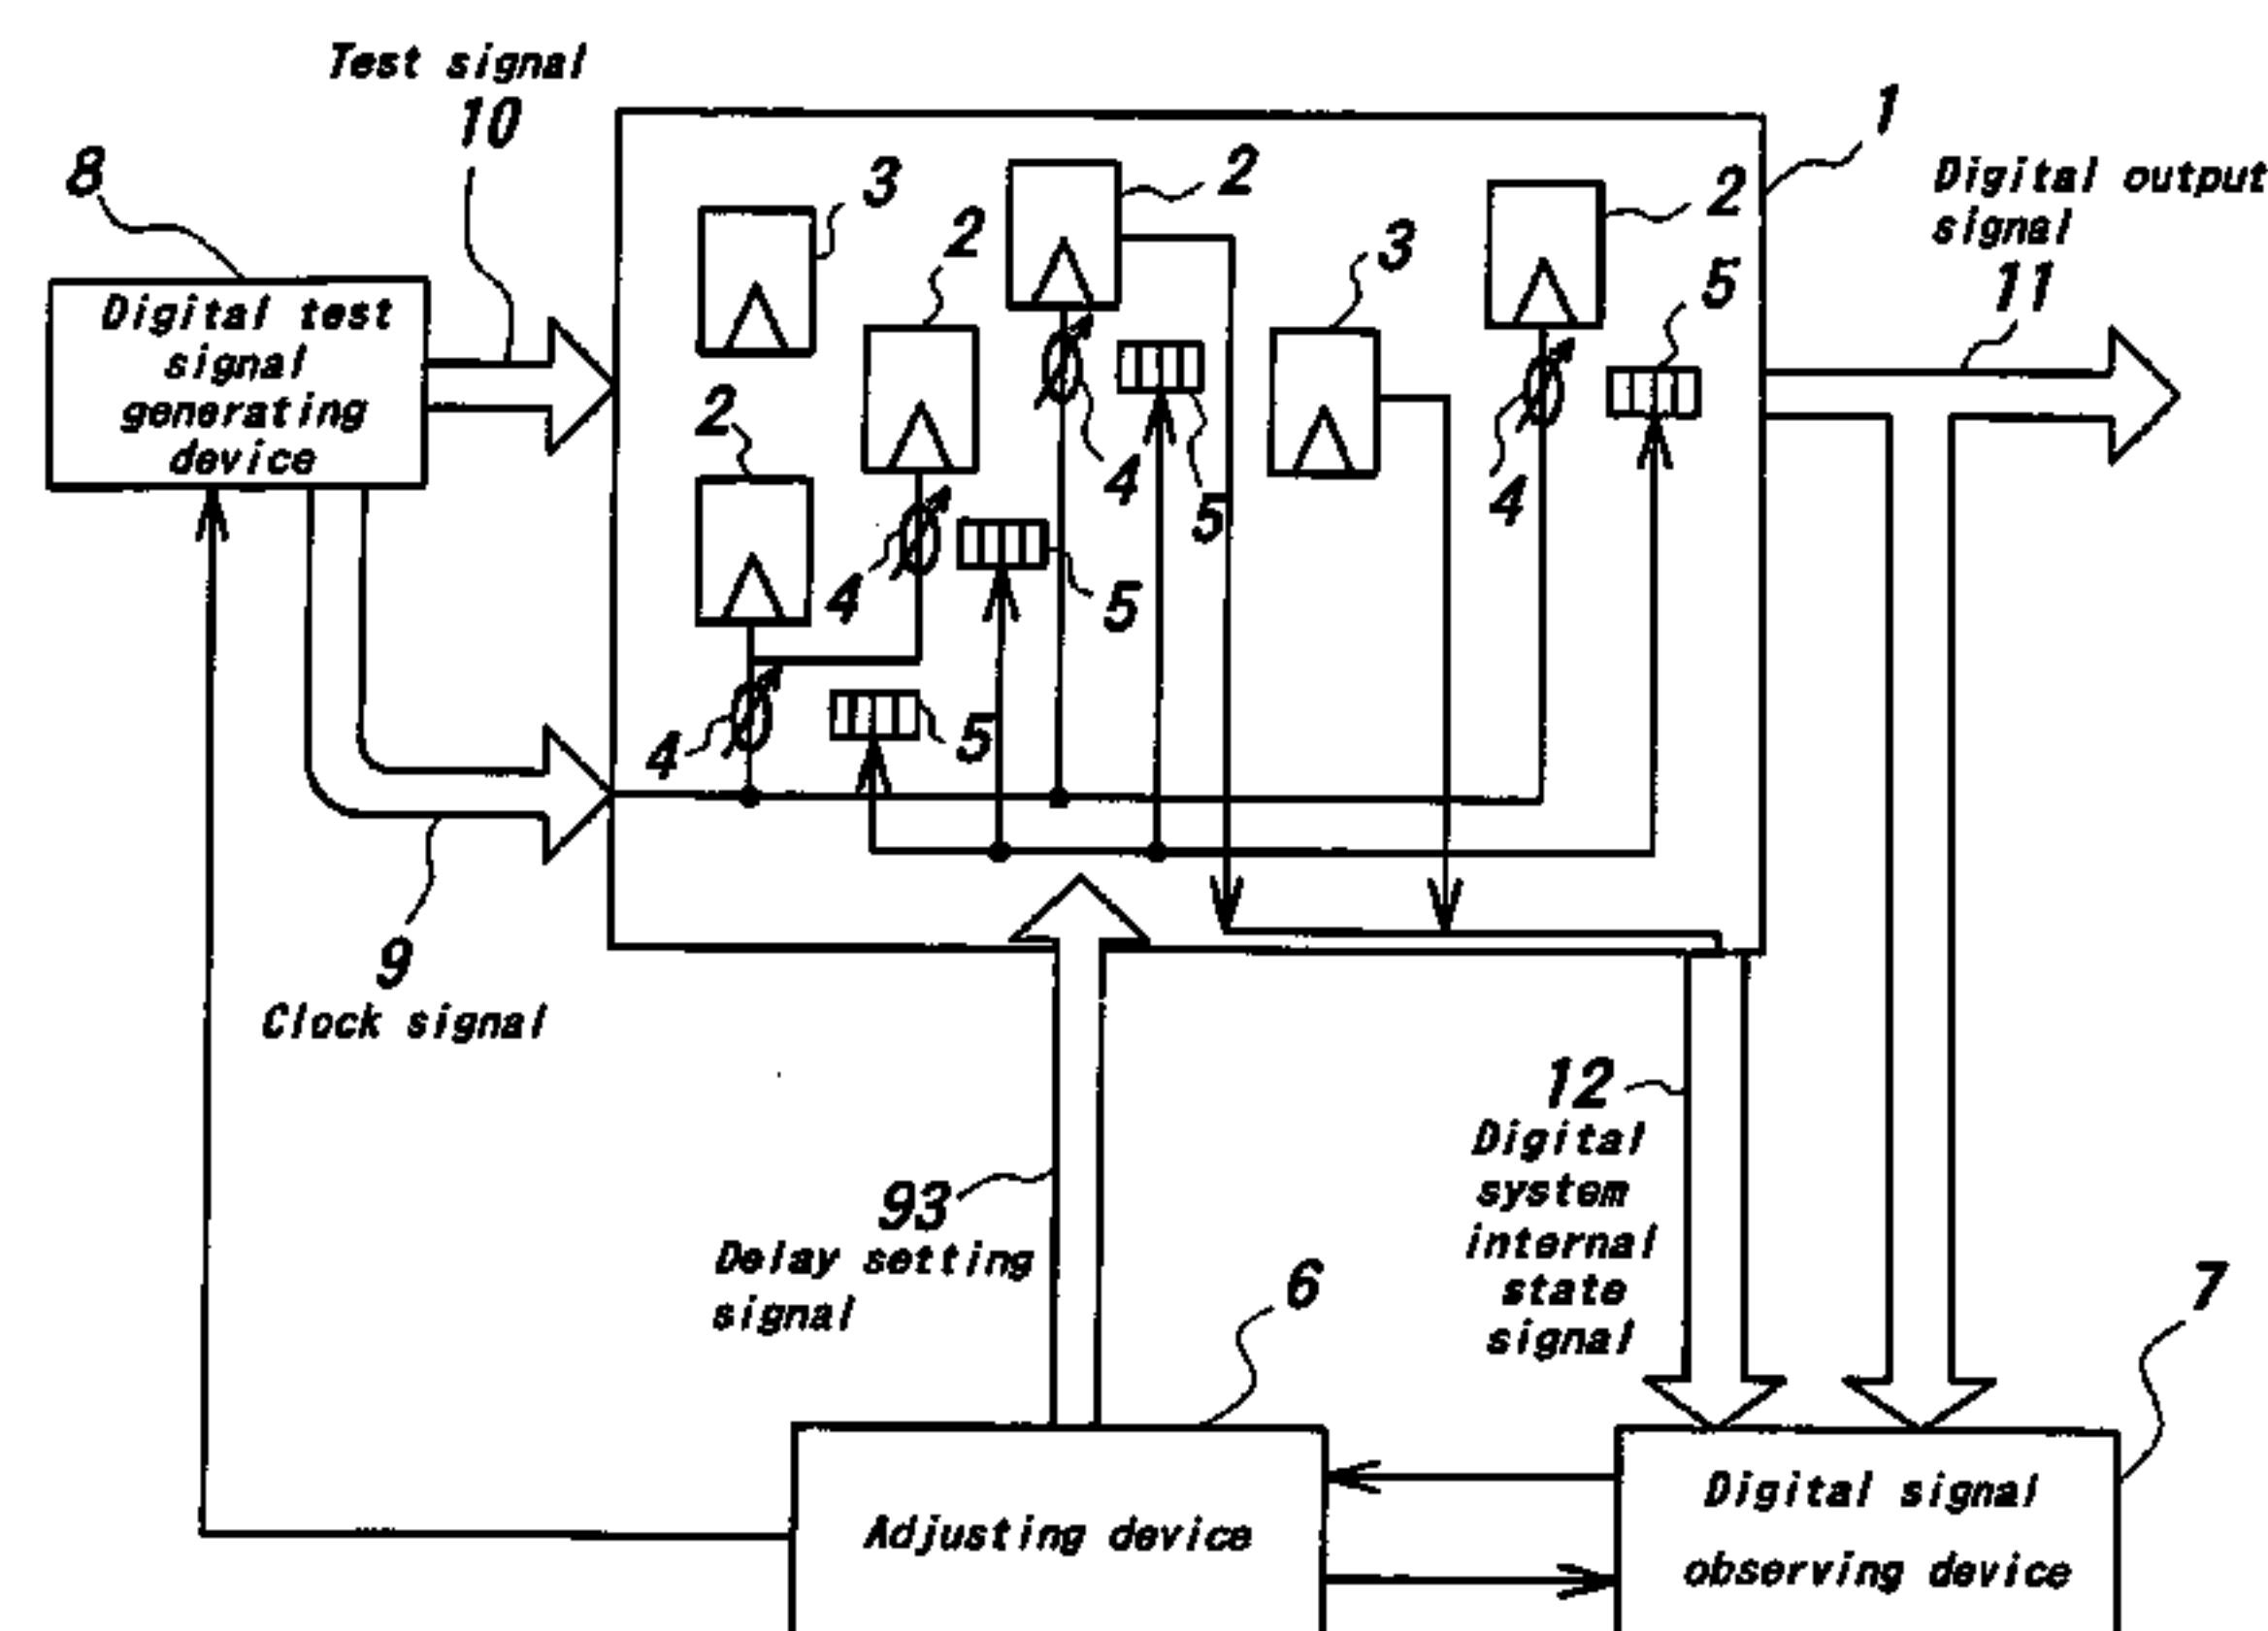 Test signal
10
8
Digital test
signal
generating
device
1
Digital output
signal
11
3
2
2
3
2
5
2
4
5
4
4
5
4
5
9
Clock signal
12
Digital
system
internal
state
signal
93
Delay setting
signal
6
7
Adjusting device
Digital signal
observing device